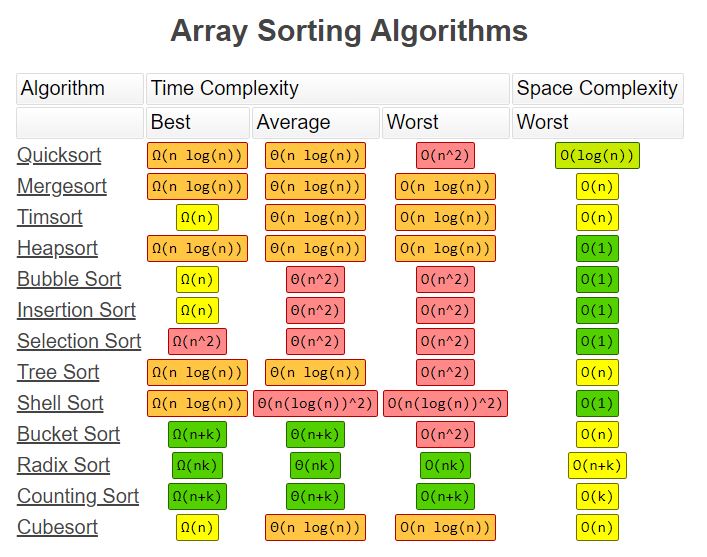 Array Sorting Algorithms
Algorithm Time Complexity Space Complexity
Best Average Worst Worst
Quicksort Ω(n log(n)) Θ(n log(n)) O(n^2) O(log(n))
Mergesort Ω(n log(n)) Θ(n log(n)) O(n log(n)) O(n)
Timsort Ω(n) Θ(n log(n)) O(n log(n)) O(n)
Heapsort Ω(n log(n)) Θ(n log(n)) O(n log(n)) O(1)
Bubble Sort Ω(n) Θ(n^2) O(n^2) O(1)
Insertion Sort Ω(n) Θ(n^2) O(n^2) O(1)
Selection Sort Ω(n^2) Θ(n^2) O(n^2) O(1)
Tree Sort Ω(n log(n)) Θ(n log(n)) O(n^2) O(n)
Shell Sort Ω(n log(n)) Θ(n(log(n))^2) O(n(log(n))^2) O(1)
Bucket Sort Ω(n+k) Θ(n+k) O(n^2) O(n)
Radix Sort Ω(nk) Θ(nk) O(nk) O(n+k)
Counting Sort Ω(n+k) Θ(n+k) O(n+k) O(k)
Cubesort Ω(n) Θ(n log(n)) O(n log(n)) O(n)